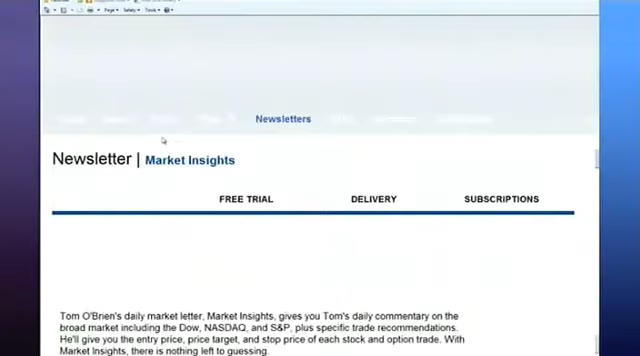 Page Safety Tools
Newsletters
Newsletter | Market Insights
FREE TRIAL DELIVERY SUBSCRIPTIONS
Tom O'Brien's daily market letter, Market Insights, gives you Tom's daily commentary on the
broad market including the Dow, NASDAQ, and S&P, plus specific trade recommendations.
He'll give you the entry price, price target, and stop price of each stock and option trade. With
Market Insights, there is nothing left to guessing.